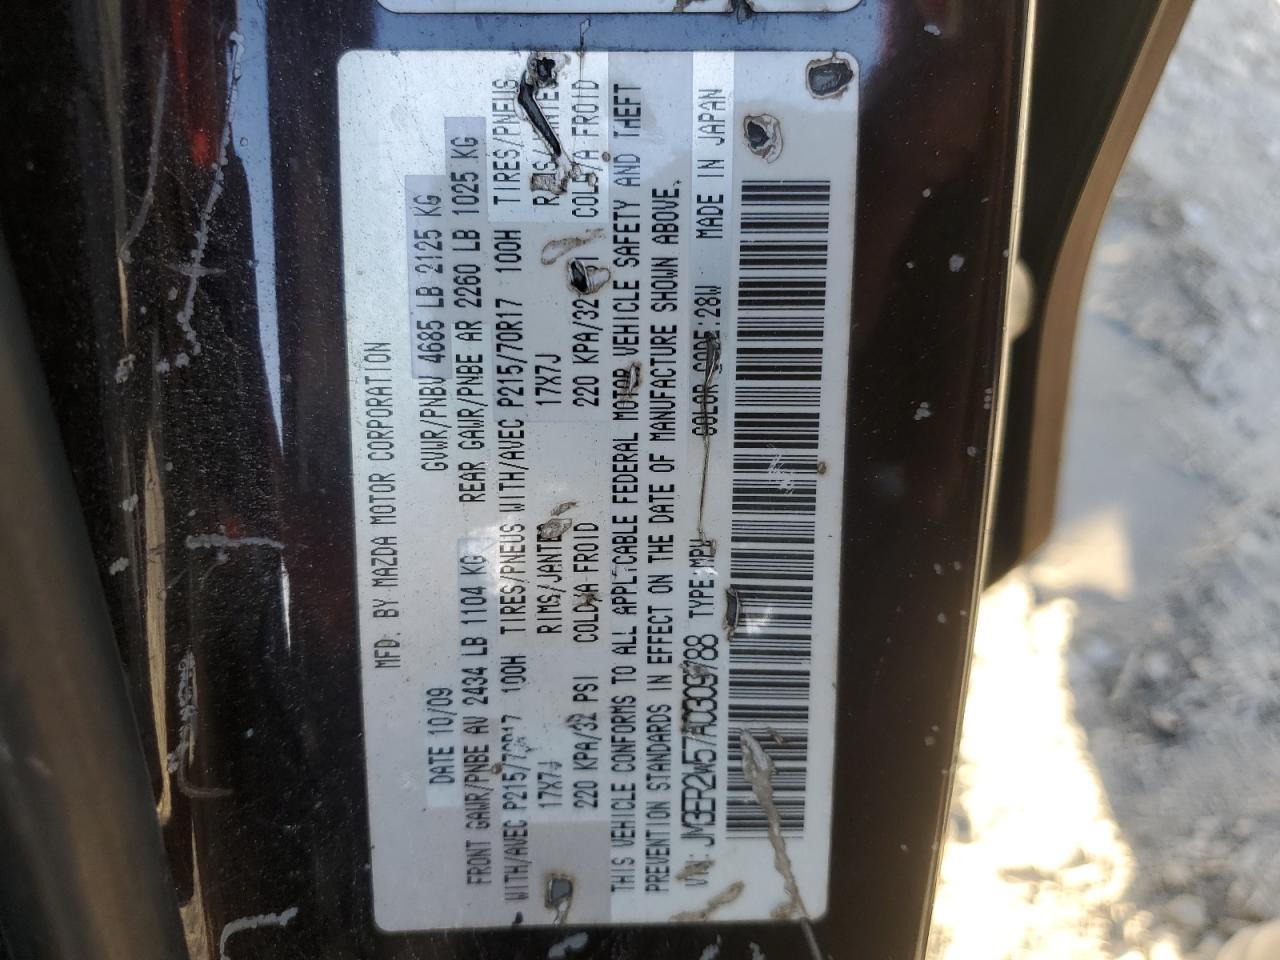 MFD. BY MAZDA MOTOR CORPORATION
DATE 10/09 GVWR/PNBV 4685 LB 2125 KG
FRONT GAWR/PNBE AV 2434 LB 1104 KG REAR GAWR/PNBE AR 2260 LB 1025 KG
WITH/AVEC P215/70R17 100H TIRES/PNEUS WITH/AVEC P215/70R17 100H TIRES/PNEUS
17X7J RIMS/JANTES 17X7J
220 KPA/32 PSI COLD/A FROID 220 KPA/32 COLD/A FROID
THIS VEHICLE CONFORMS TO ALL APPLICABLE FEDERAL MOTOR VEHICLE SAFETY AND THEFT
PREVENTION STANDARDS IN EFFECT ON THE DATE OF MANUFACTURE SHOWN ABOVE.
VIN: JM3ER2W57A0309788 TYPE:MPV COLOR CODE:28W MADE IN JAPAN